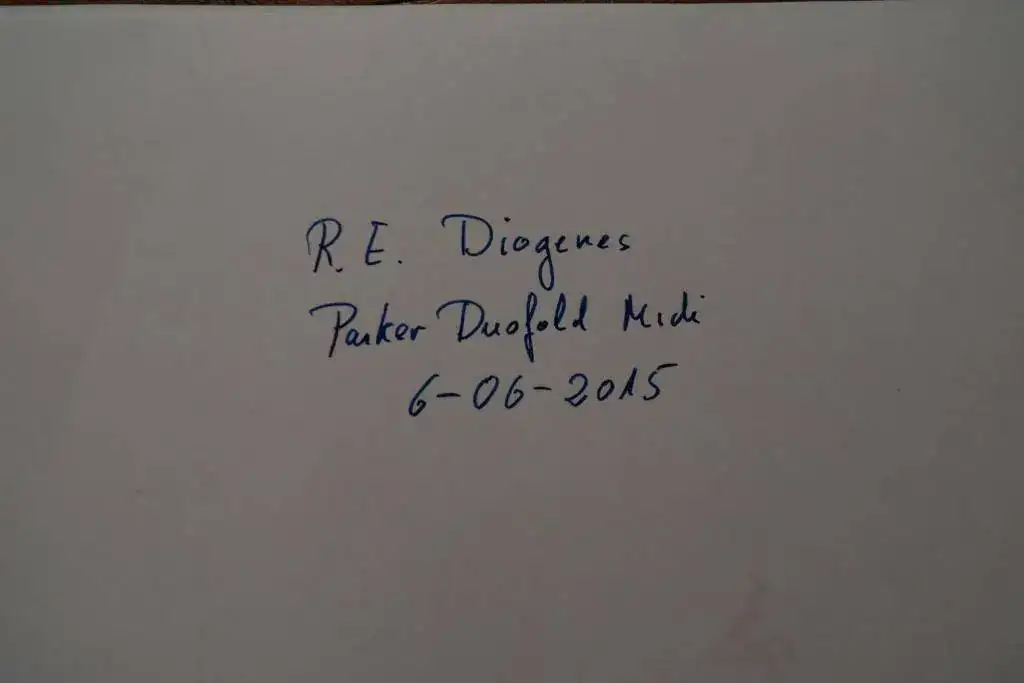 R. E. Diogenes
Parker Duofold Midi
6-06-2015